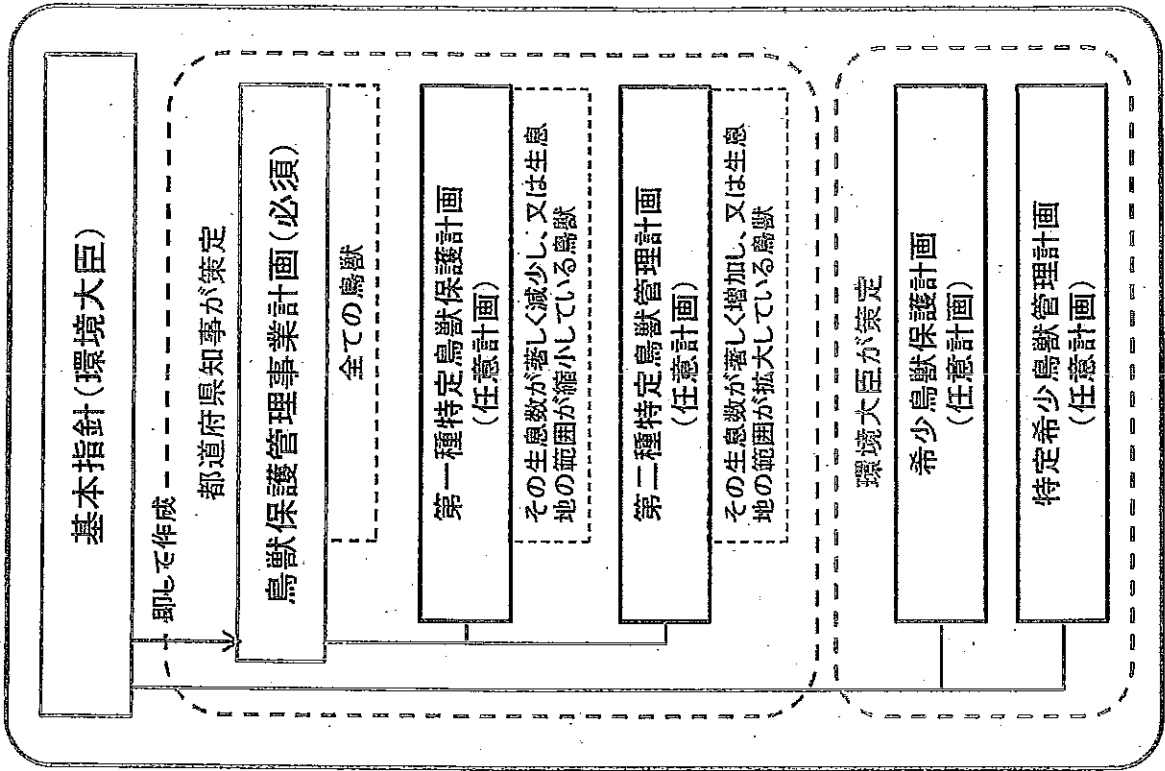 基本指針(環境大臣)
即して作成
都道府県知事が策定
鳥獣保護管理事業計画(必須)
全ての鳥獣
第一種特定鳥獣保護計画
(任意計画)
その生息数が著しく減少し、又は生息
地の範囲が縮小している鳥獣
第二種特定鳥獣管理計画
(任意計画)
その生息数が著しく増加し、又は生息
地の範囲が拡大している鳥獣
環境大臣が策定
希少鳥獣保護計画
(任意計画)
特定希少鳥獣管理計画
(任意計画)